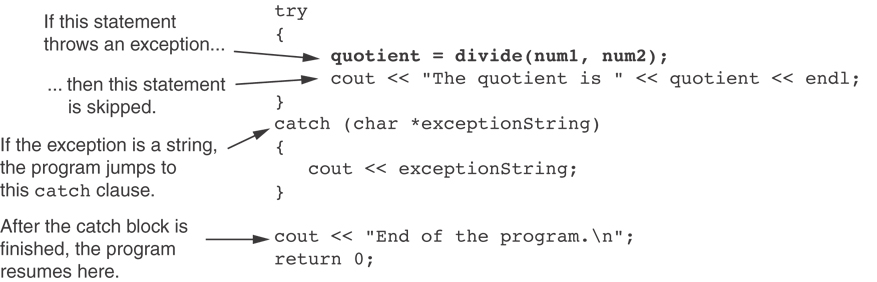 try
If this statement
throws an exception...
{
quotient = divide(num1, num2);
... then this statement
is skipped.
cout << "The quotient is " << quotient << endl;
}
If the exception is a string,
the program jumps to
this catch clause.
catch (char *exceptionString)
{
cout << exceptionString;
}
After the catch block is
finished, the program
resumes here.
cout << "End of the program.\n";
return 0;